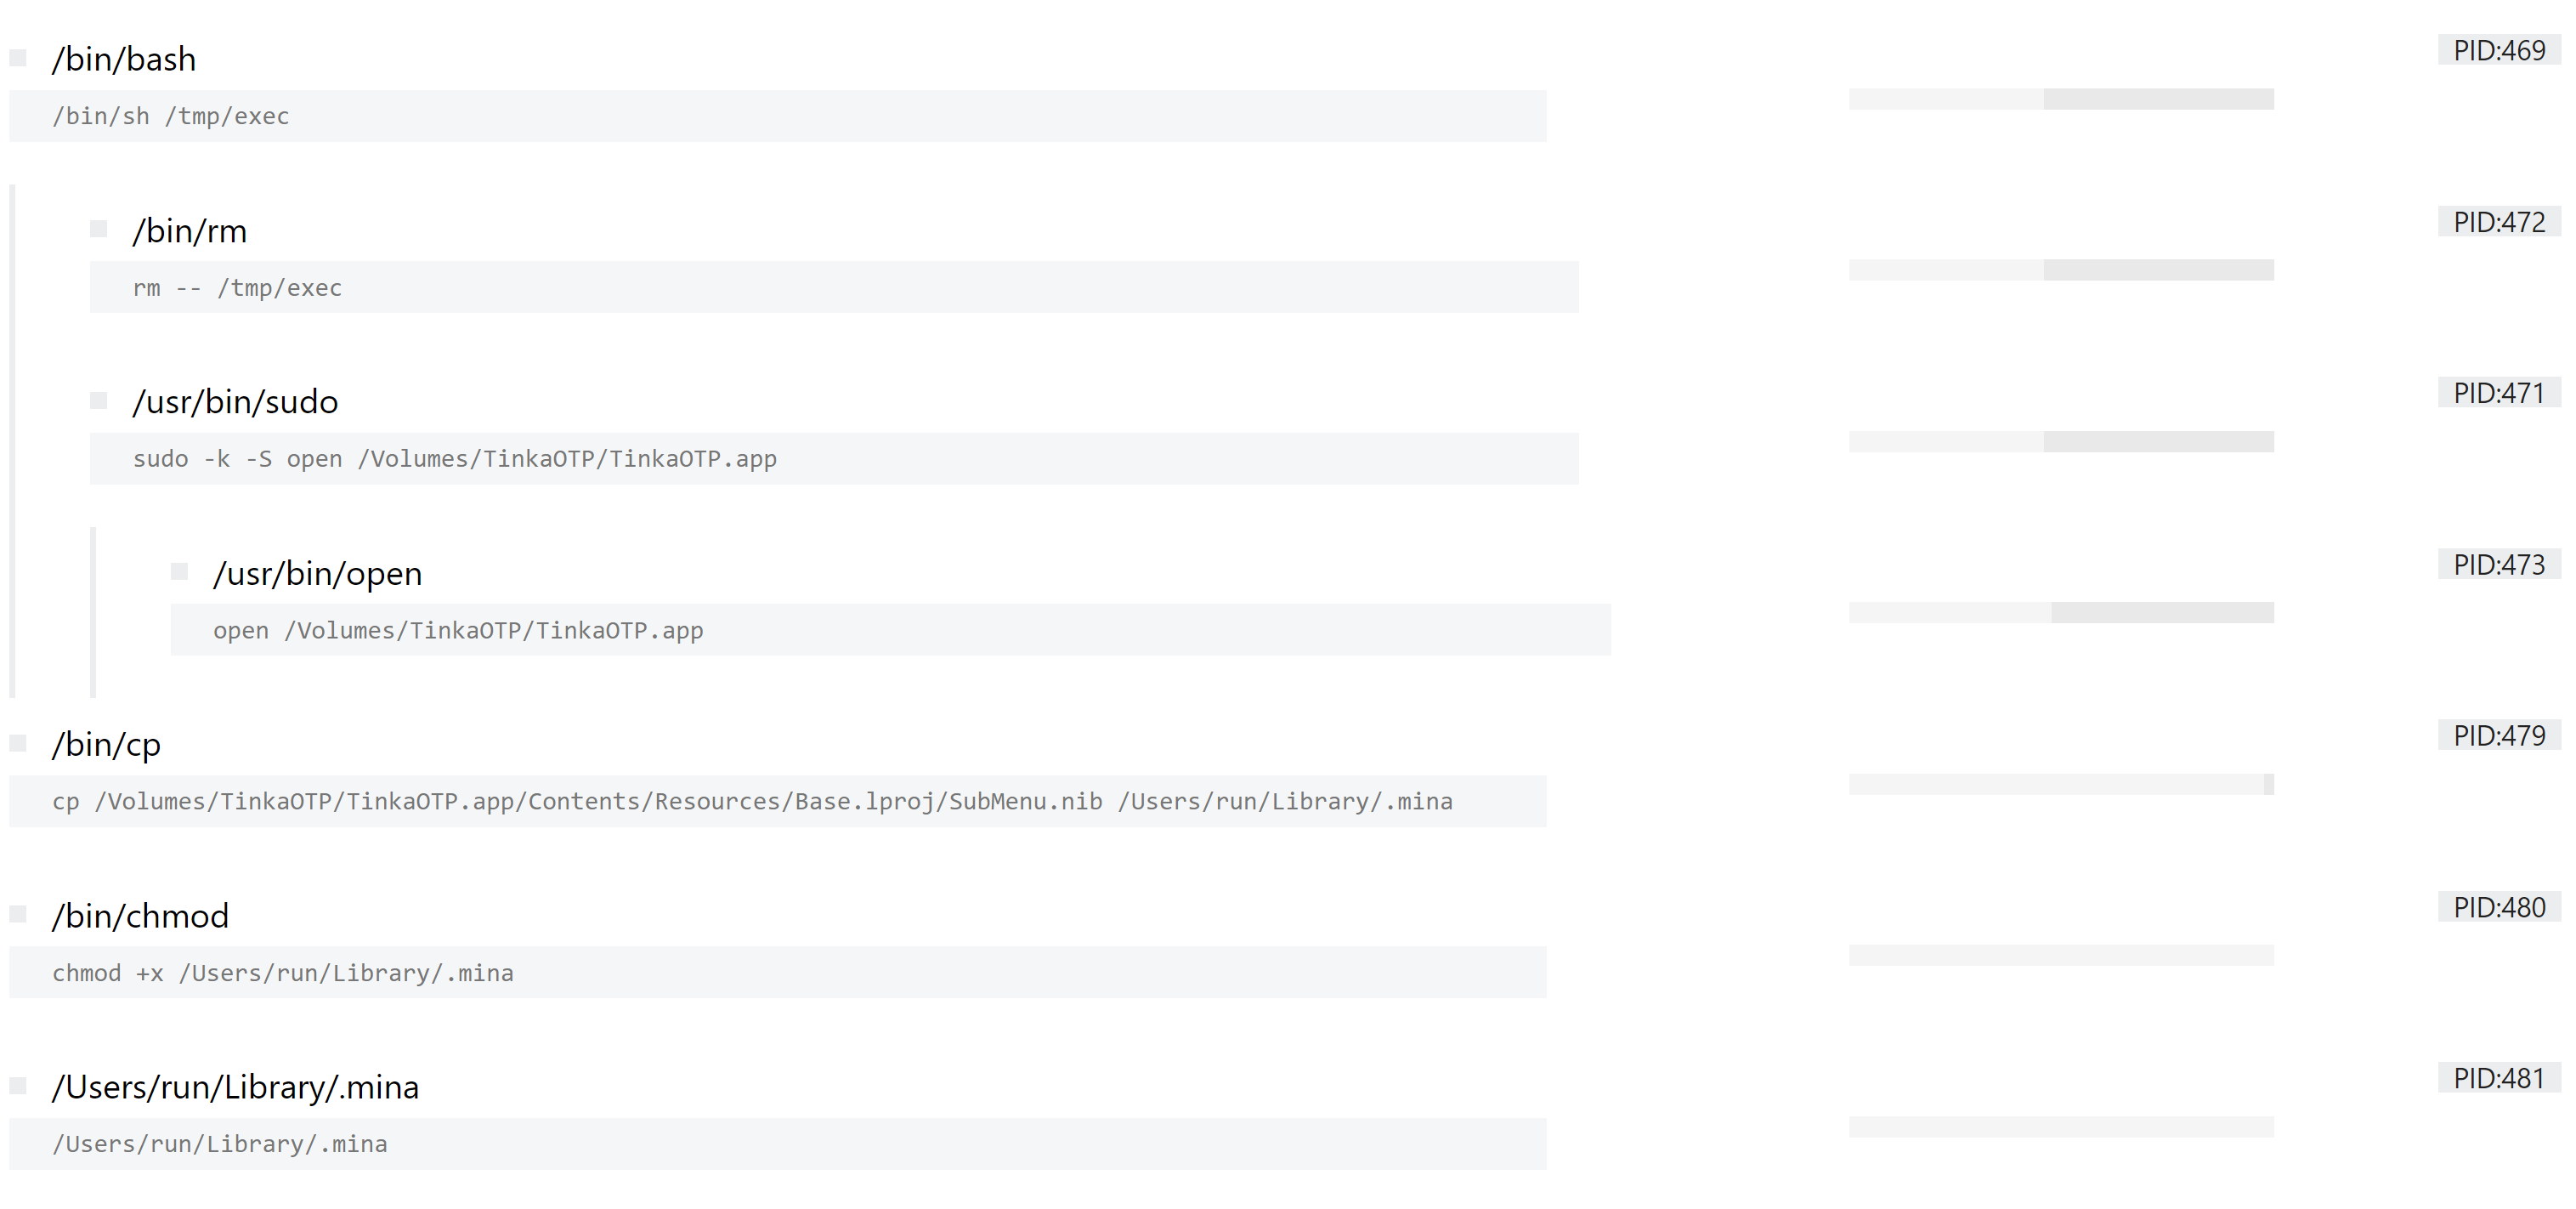 /bin/bash PID:469
/bin/sh /tmp/exec
/bin/rm PID:472
rm -- /tmp/exec
/usr/bin/sudo PID:471
sudo -k -S open /Volumes/TinkaOTP/TinkaOTP.app
/usr/bin/open PID:473
open /Volumes/TinkaOTP/TinkaOTP.app
/bin/cp PID:479
cp /Volumes/TinkaOTP/TinkaOTP.app/Contents/Resources/Base.lproj/SubMenu.nib /Users/run/Library/.mina
/bin/chmod PID:480
chmod +x /Users/run/Library/.mina
/Users/run/Library/.mina PID:481
/Users/run/Library/.mina